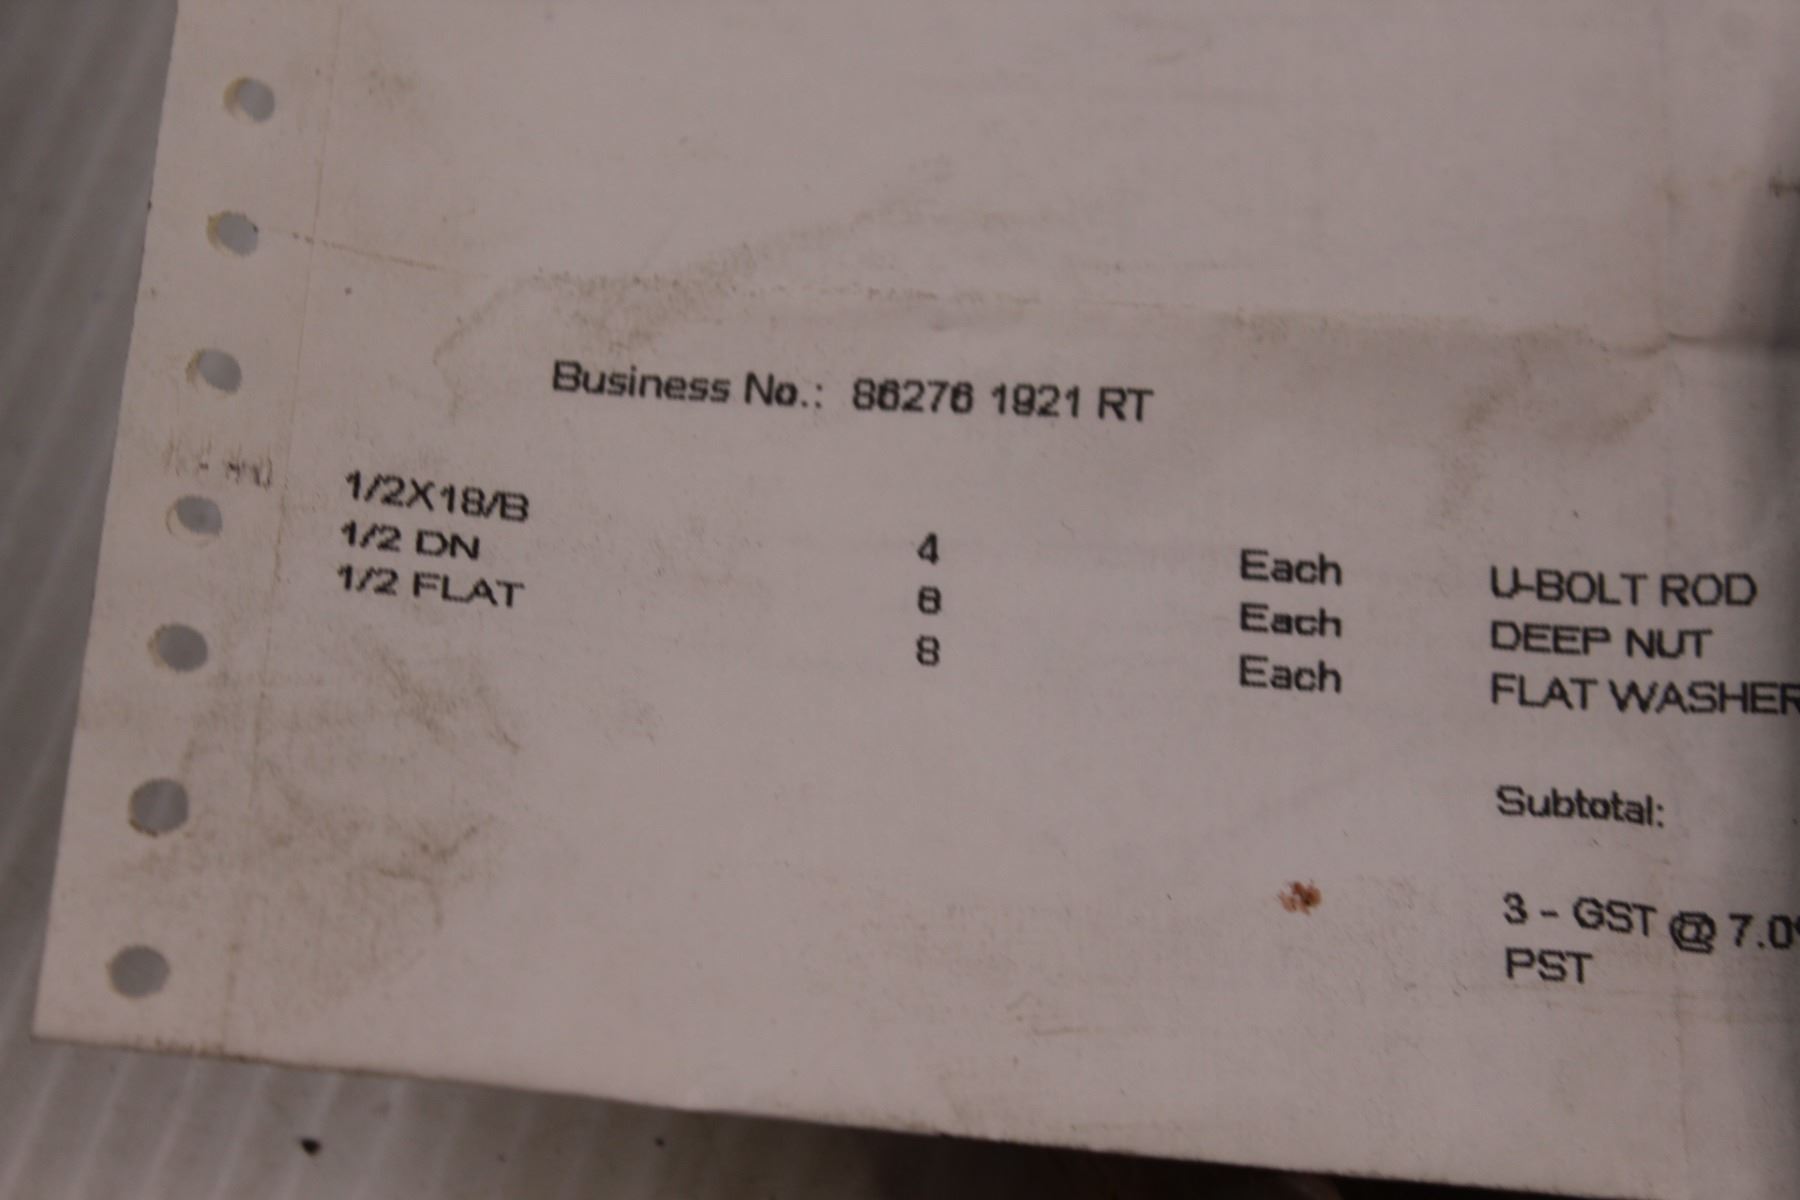 Business No.: 86276 1921 RT
1/2X18/B 4 Each U-BOLT ROD
1/2 DN 8 Each DEEP NUT
1/2 FLAT 8 Each FLAT WASHER
Subtotal:
3 - GST @ 7.0%
PST